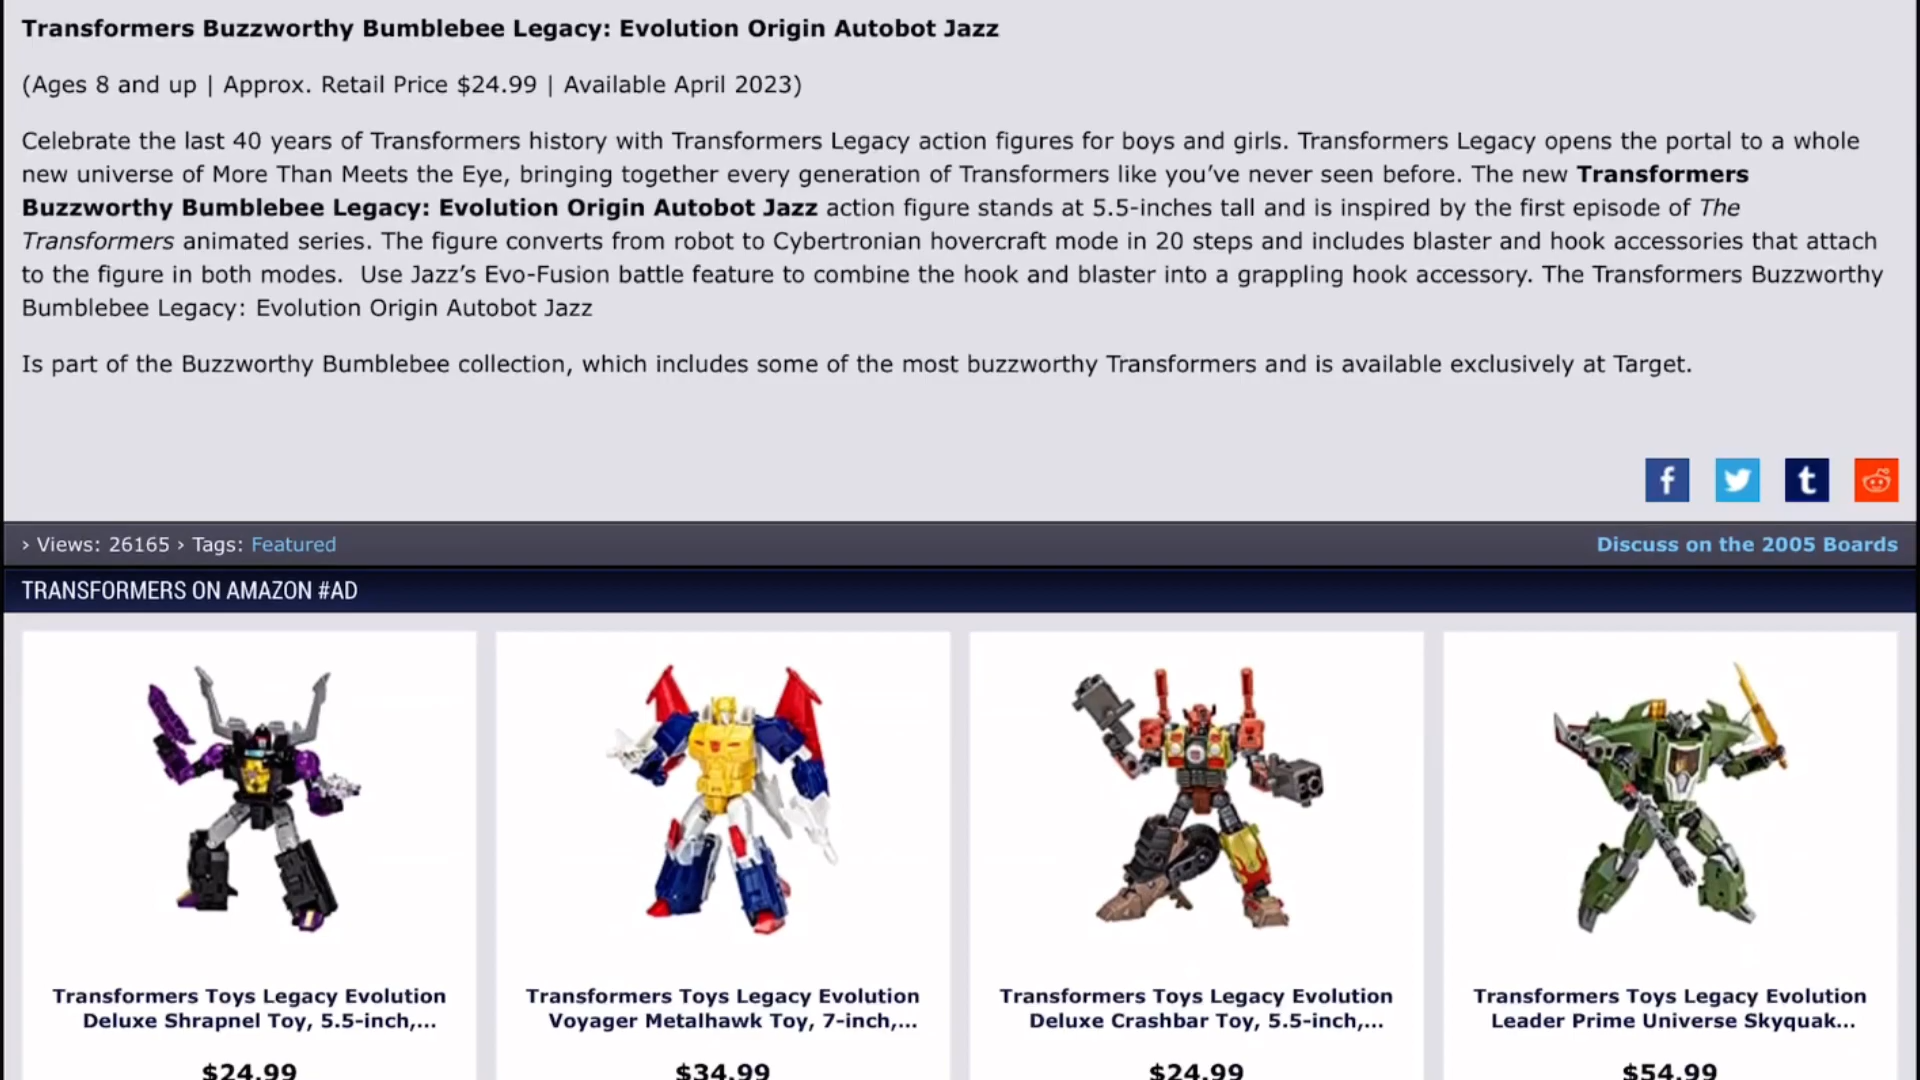 Transformers Buzzworthy Bumblebee Legacy: Evolution Origin Autobot Jazz
(Ages 8 and up | Approx. Retail Price $24.99 | Available April 2023)
Celebrate the last 40 years of Transformers history with Transformers Legacy action figures for boys and girls. Transformers Legacy opens the portal to a whole
new universe of More Than Meets the Eye, bringing together every generation of Transformers like you’ve never seen before. The new Transformers
Buzzworthy Bumblebee Legacy: Evolution Origin Autobot Jazz action figure stands at 5.5-inches tall and is inspired by the first episode of The
Transformers animated series. The figure converts from robot to Cybertronian hovercraft mode in 20 steps and includes blaster and hook accessories that attach
to the figure in both modes.  Use Jazz’s Evo-Fusion battle feature to combine the hook and blaster into a grappling hook accessory. The Transformers Buzzworthy
Bumblebee Legacy: Evolution Origin Autobot Jazz
Is part of the Buzzworthy Bumblebee collection, which includes some of the most buzzworthy Transformers and is available exclusively at Target.
› Views: 26165 › Tags: Featured
Discuss on the 2005 Boards
TRANSFORMERS ON AMAZON #AD
Transformers Toys Legacy Evolution
Deluxe Shrapnel Toy, 5.5-inch,...
$24.99
Transformers Toys Legacy Evolution
Voyager Metalhawk Toy, 7-inch,...
$34.99
Transformers Toys Legacy Evolution
Deluxe Crashbar Toy, 5.5-inch,...
$24.99
Transformers Toys Legacy Evolution
Leader Prime Universe Skyquak...
$54.99